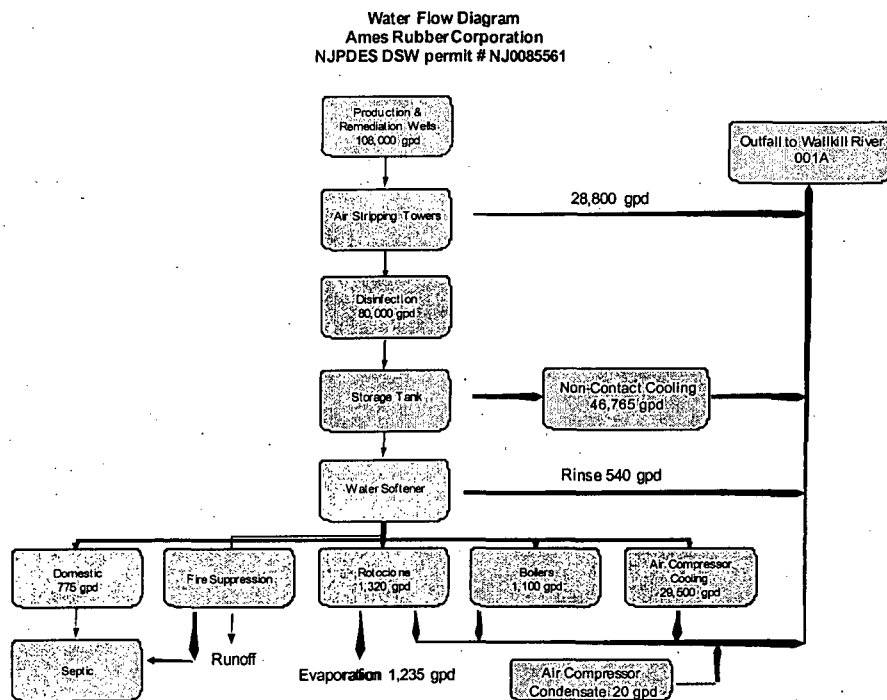 Water Flow Diagram
Ames Rubber Corporation
NJPDES DSW permit # NJ0085561
Production &
Remediation Wells
108,000 gpd
Outfall to Wallkill River
001A
Air Stripping Towers
28,800 gpd
Disinfection
80,000 gpd
Storage Tank
Non-Contact Cooling
46,765 gpd
Water Softener
Rinse 540 gpd
Domestic
775 gpd
Fire Suppression
Rotoclone
1,320 gpd
Boilers
1,100 gpd
Air Compressor
Cooling
29,500 gpd
Septic
Runoff
Evaporation 1,235 gpd
Air Compressor
Condensate 20 gpd